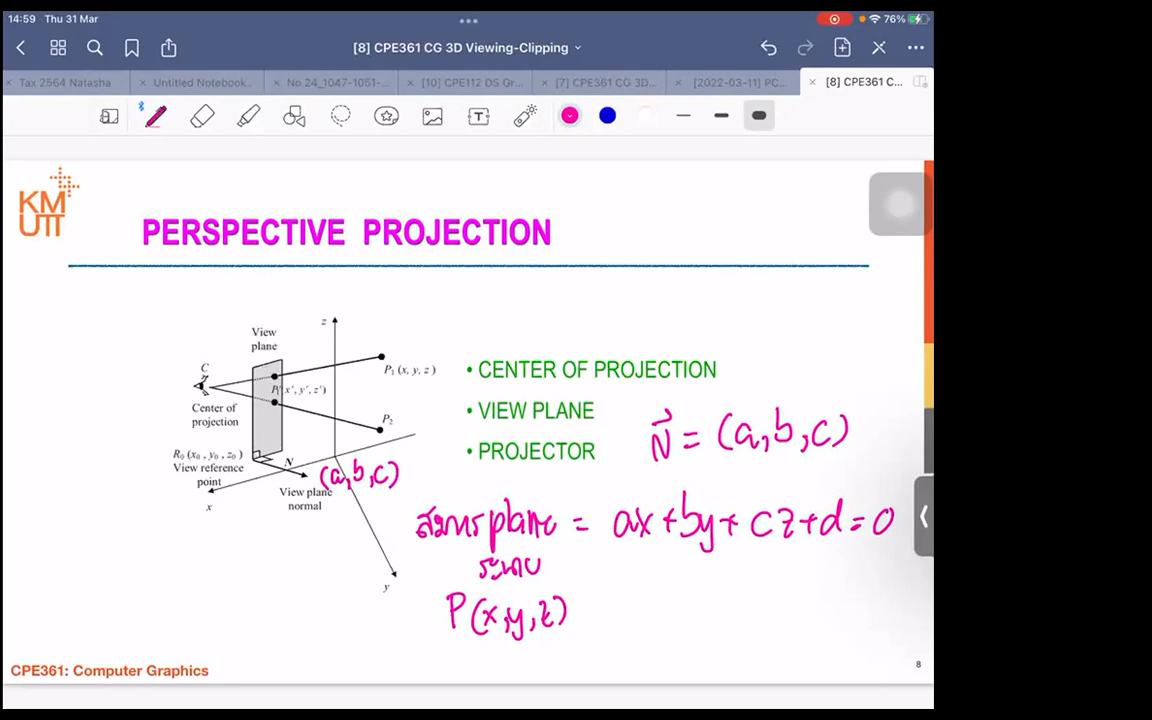 14:59 Thu 31 Mar
76%
[8] CPE361 CG 3D Viewing-Clipping
Tax 2564 Natasha
Untitled Notebook...
No.24_1047-1051-...
[10] CPE112 DS Gr...
[7] CPE361 CG 3D...
[2022-03-11] PC...
[8] CPE361 C...
KM
UTT
PERSPECTIVE PROJECTION
View
plane
z
C
P₁ (x, y, z )
P₁'(x', y', z')
Center of
projection
P₂
R₀ (x₀ , y₀ , z₀ )
View reference
point
N
(a,b,c)
View plane
normal
x
y
• CENTER OF PROJECTION
• VIEW PLANE
• PROJECTOR
N⃗ = (a,b,c)
สมการ plane = ax+by+cz+d=0
ระนาบ
P(x,y,z)
CPE361: Computer Graphics
8